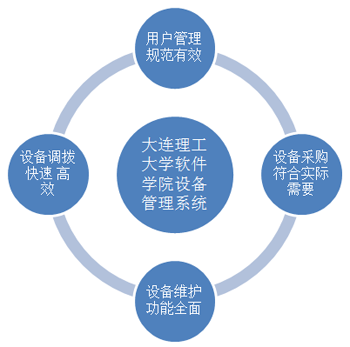 用户管理
规范有效
设备调拨
快速 高
效
大连理工
大学软件
学院设备
管理系统
设备采购
符合实际
需要
设备维护
功能全面